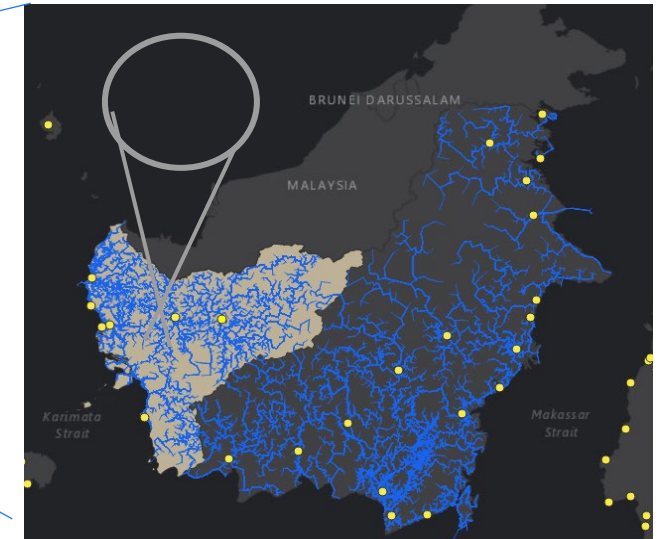 BRUNEI DARUSSALAM
MALAYSIA
Karimata
Strait
Makassar
Strait